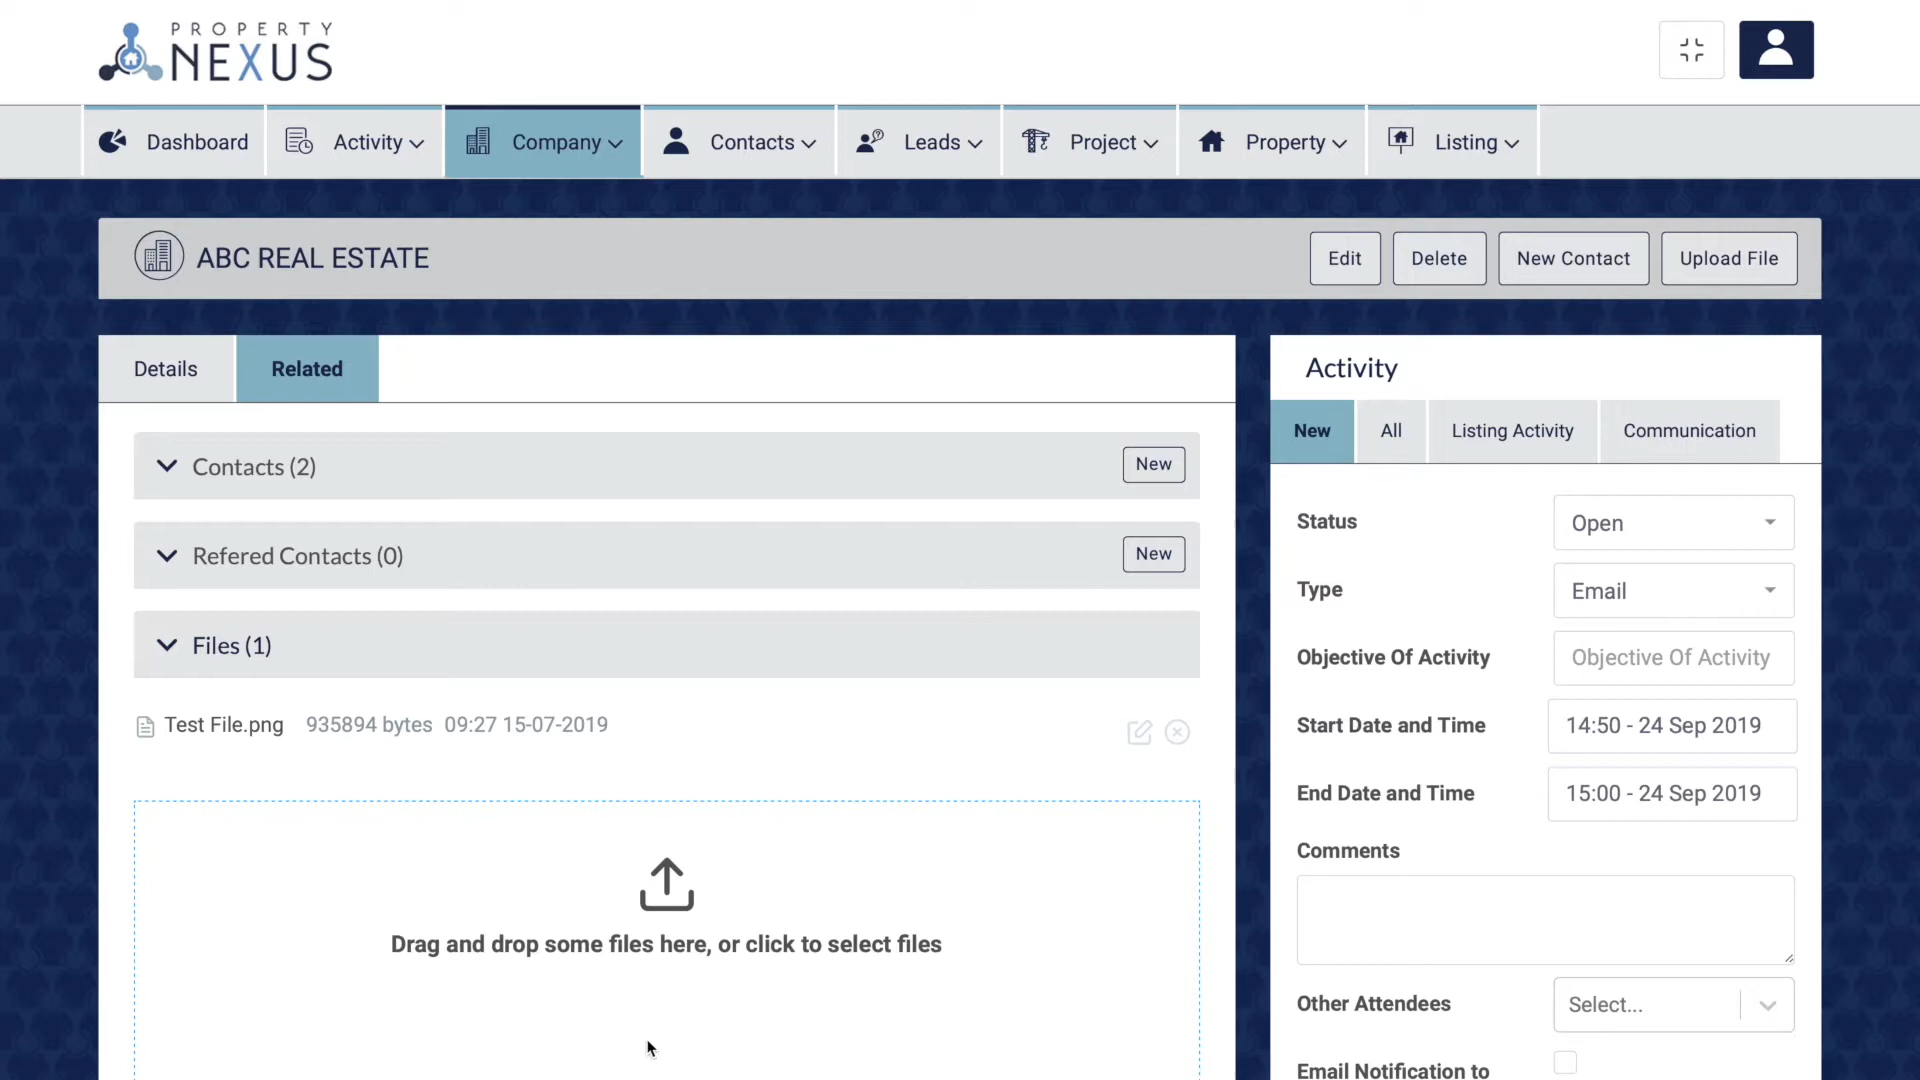 PROPERTY
NEXUS
Dashboard
Activity
Company
Contacts
Leads
Project
Property
Listing
ABC REAL ESTATE
Edit
Delete
New Contact
Upload File
Details
Related
Contacts (2)
New
Refered Contacts (0)
New
Files (1)
Test File.png 935894 bytes 09:27 15-07-2019
Drag and drop some files here, or click to select files
Activity
New
All
Listing Activity
Communication
Status
Open
Type
Email
Objective Of Activity
Objective Of Activity
Start Date and Time
14:50 - 24 Sep 2019
End Date and Time
15:00 - 24 Sep 2019
Comments
Other Attendees
Select...
Email Notification to